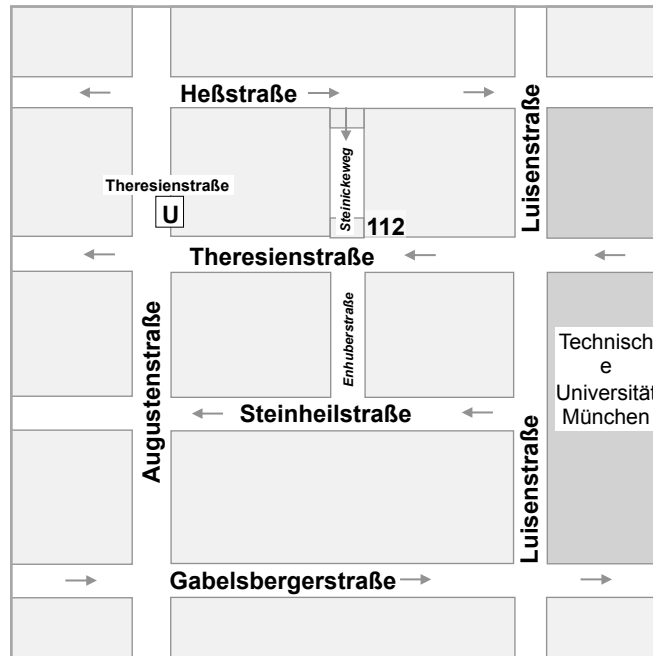 Heßstraße
Luisenstraße
Steinickeweg
Theresienstraße
U
112
Theresienstraße
Augustenstraße
Enhuberstraße
Technisch
e
Universität
München
Steinheilstraße
Luisenstraße
Gabelsbergerstraße